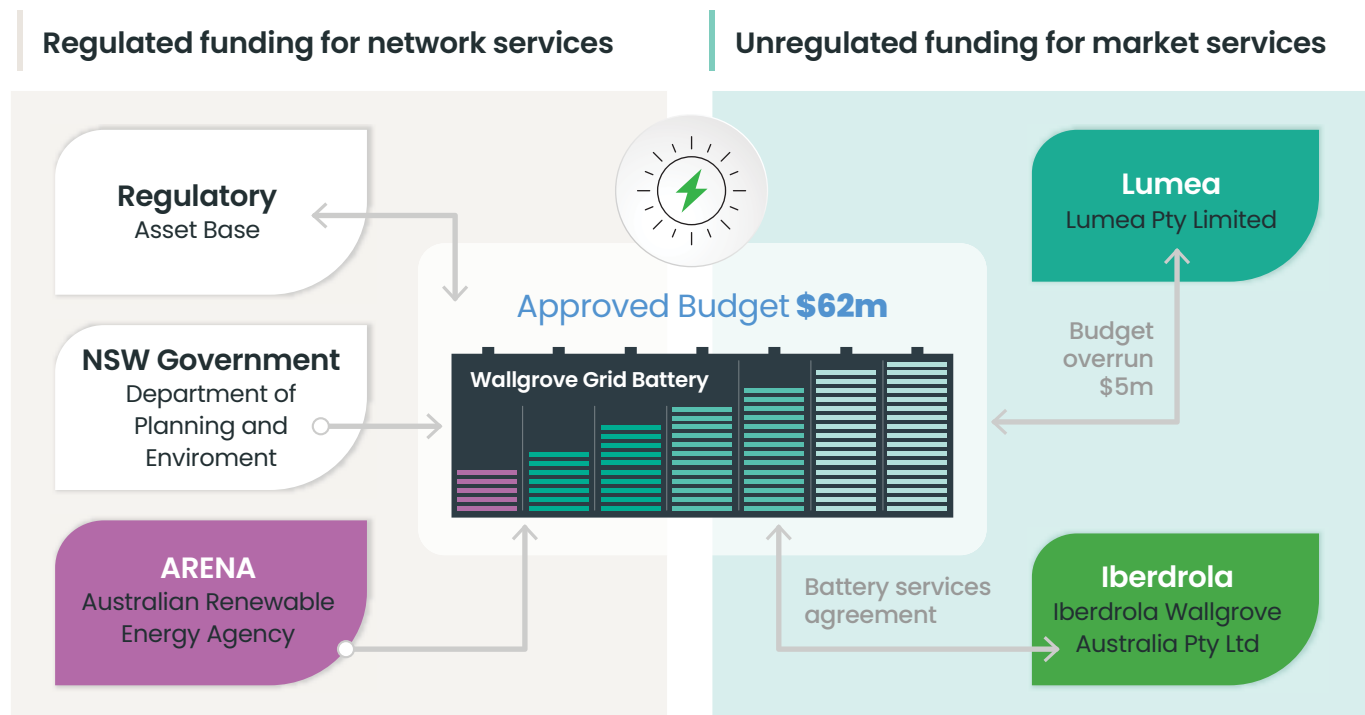 Regulated funding for network services
Unregulated funding for market services
Regulatory
Asset Base
NSW Government
Department of
Planning and
Enviroment
ARENA
Australian Renewable
Energy Agency
Approved Budget $62m
Wallgrove Grid Battery
Lumea
Lumea Pty Limited
Budget
overrun
$5m
Battery services
agreement
Iberdrola
Iberdrola Wallgrove
Australia Pty Ltd